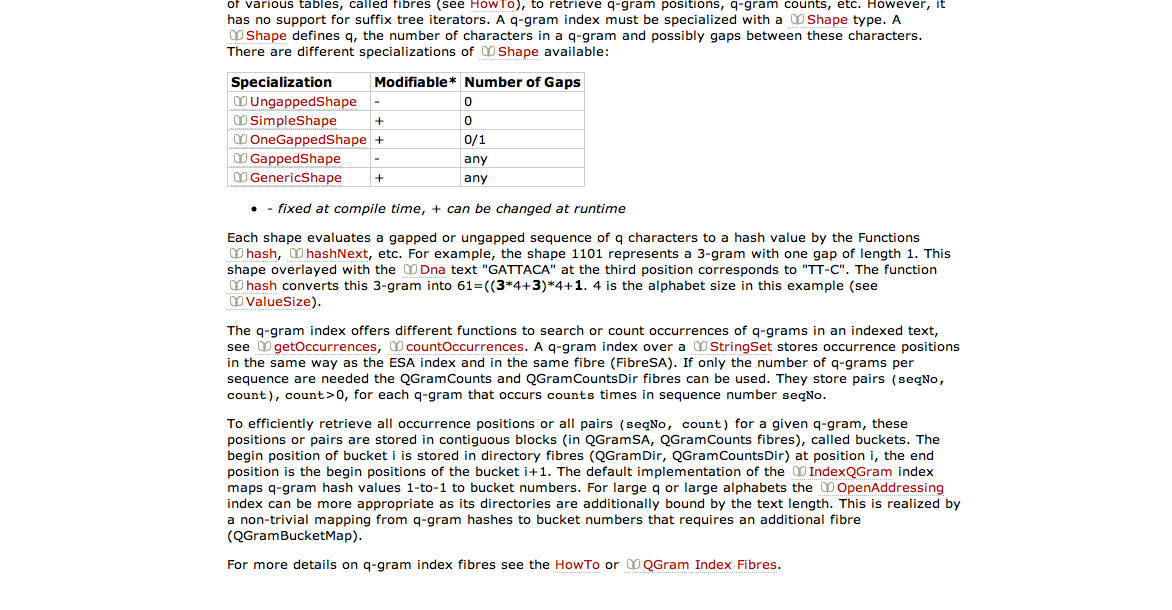 of various tables, called fibres (see HowTo), to retrieve q-gram positions, q-gram counts, etc. However, it
has no support for suffix tree iterators. A q-gram index must be specialized with a Shape type. A
Shape defines q, the number of characters in a q-gram and possibly gaps between these characters.
There are different specializations of Shape available:
Specialization Modifiable* Number of Gaps
UngappedShape - 0
SimpleShape + 0
OneGappedShape + 0/1
GappedShape - any
GenericShape + any
• - fixed at compile time, + can be changed at runtime
Each shape evaluates a gapped or ungapped sequence of q characters to a hash value by the Functions
hash, hashNext, etc. For example, the shape 1101 represents a 3-gram with one gap of length 1. This
shape overlayed with the Dna text "GATTACA" at the third position corresponds to "TT-C". The function
hash converts this 3-gram into 61=((3*4+3)*4+1. 4 is the alphabet size in this example (see
ValueSize).
The q-gram index offers different functions to search or count occurrences of q-grams in an indexed text,
see getOccurrences, countOccurrences. A q-gram index over a StringSet stores occurrence positions
in the same way as the ESA index and in the same fibre (FibreSA). If only the number of q-grams per
sequence are needed the QGramCounts and QGramCountsDir fibres can be used. They store pairs (seqNo,
count), count>0, for each q-gram that occurs counts times in sequence number seqNo.
To efficiently retrieve all occurrence positions or all pairs (seqNo, count) for a given q-gram, these
positions or pairs are stored in contiguous blocks (in QGramSA, QGramCounts fibres), called buckets. The
begin position of bucket i is stored in directory fibres (QGramDir, QGramCountsDir) at position i, the end
position is the begin positions of the bucket i+1. The default implementation of the IndexQGram index
maps q-gram hash values 1-to-1 to bucket numbers. For large q or large alphabets the OpenAddressing
index can be more appropriate as its directories are additionally bound by the text length. This is realized by
a non-trivial mapping from q-gram hashes to bucket numbers that requires an additional fibre
(QGramBucketMap).
For more details on q-gram index fibres see the HowTo or QGram Index Fibres.